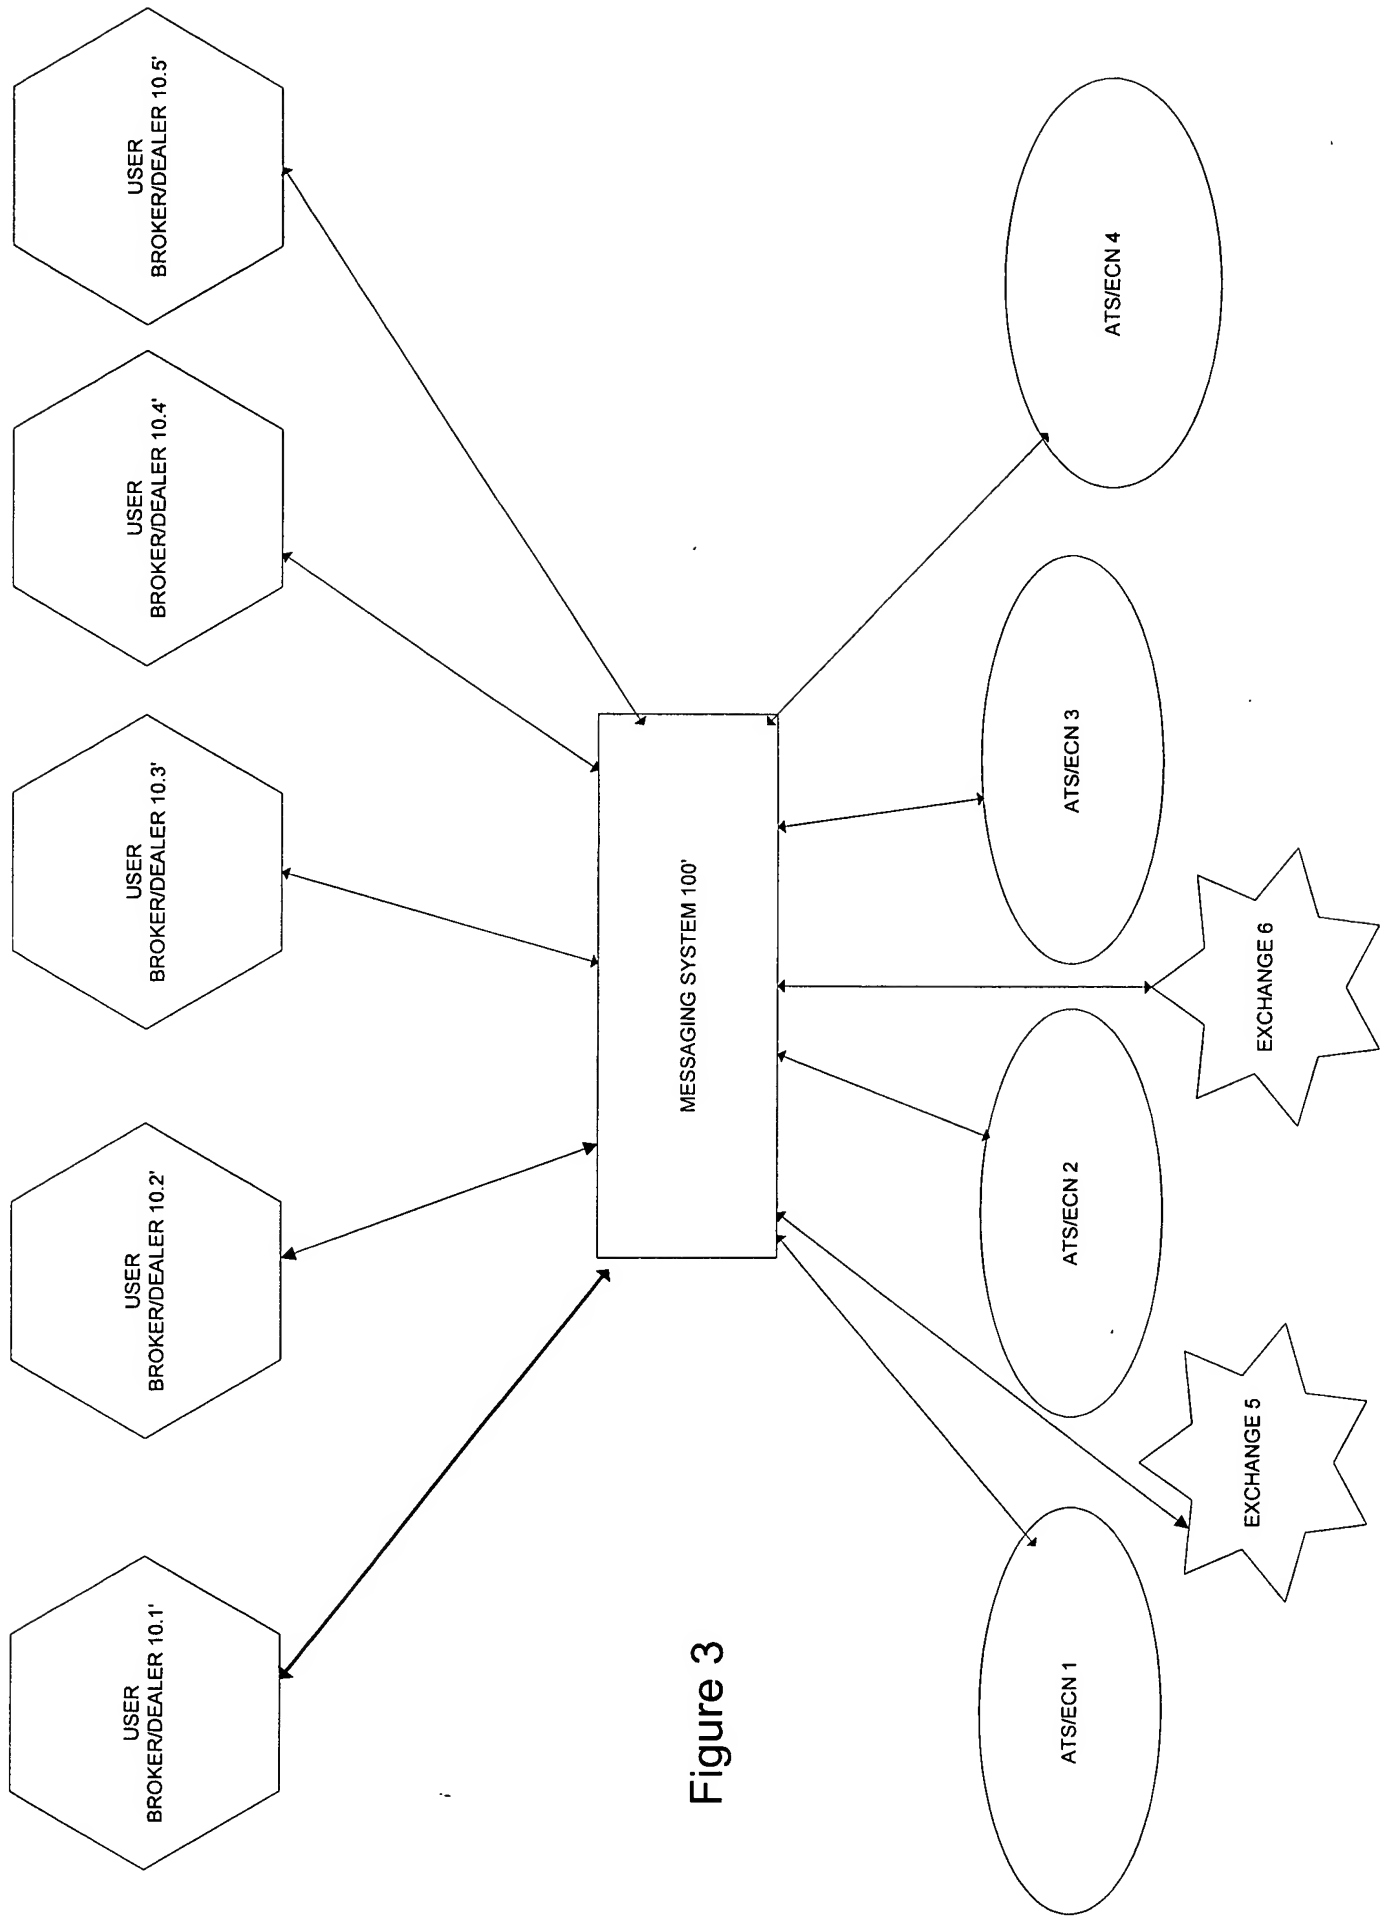 USER
BROKER/DEALER 10.1'
USER
BROKER/DEALER 10.2'
USER
BROKER/DEALER 10.3'
USER
BROKER/DEALER 10.4'
USER
BROKER/DEALER 10.5'
Figure 3
MESSAGING SYSTEM 100'
ATS/ECN 1
ATS/ECN 2
ATS/ECN 3
ATS/ECN 4
EXCHANGE 5
EXCHANGE 6